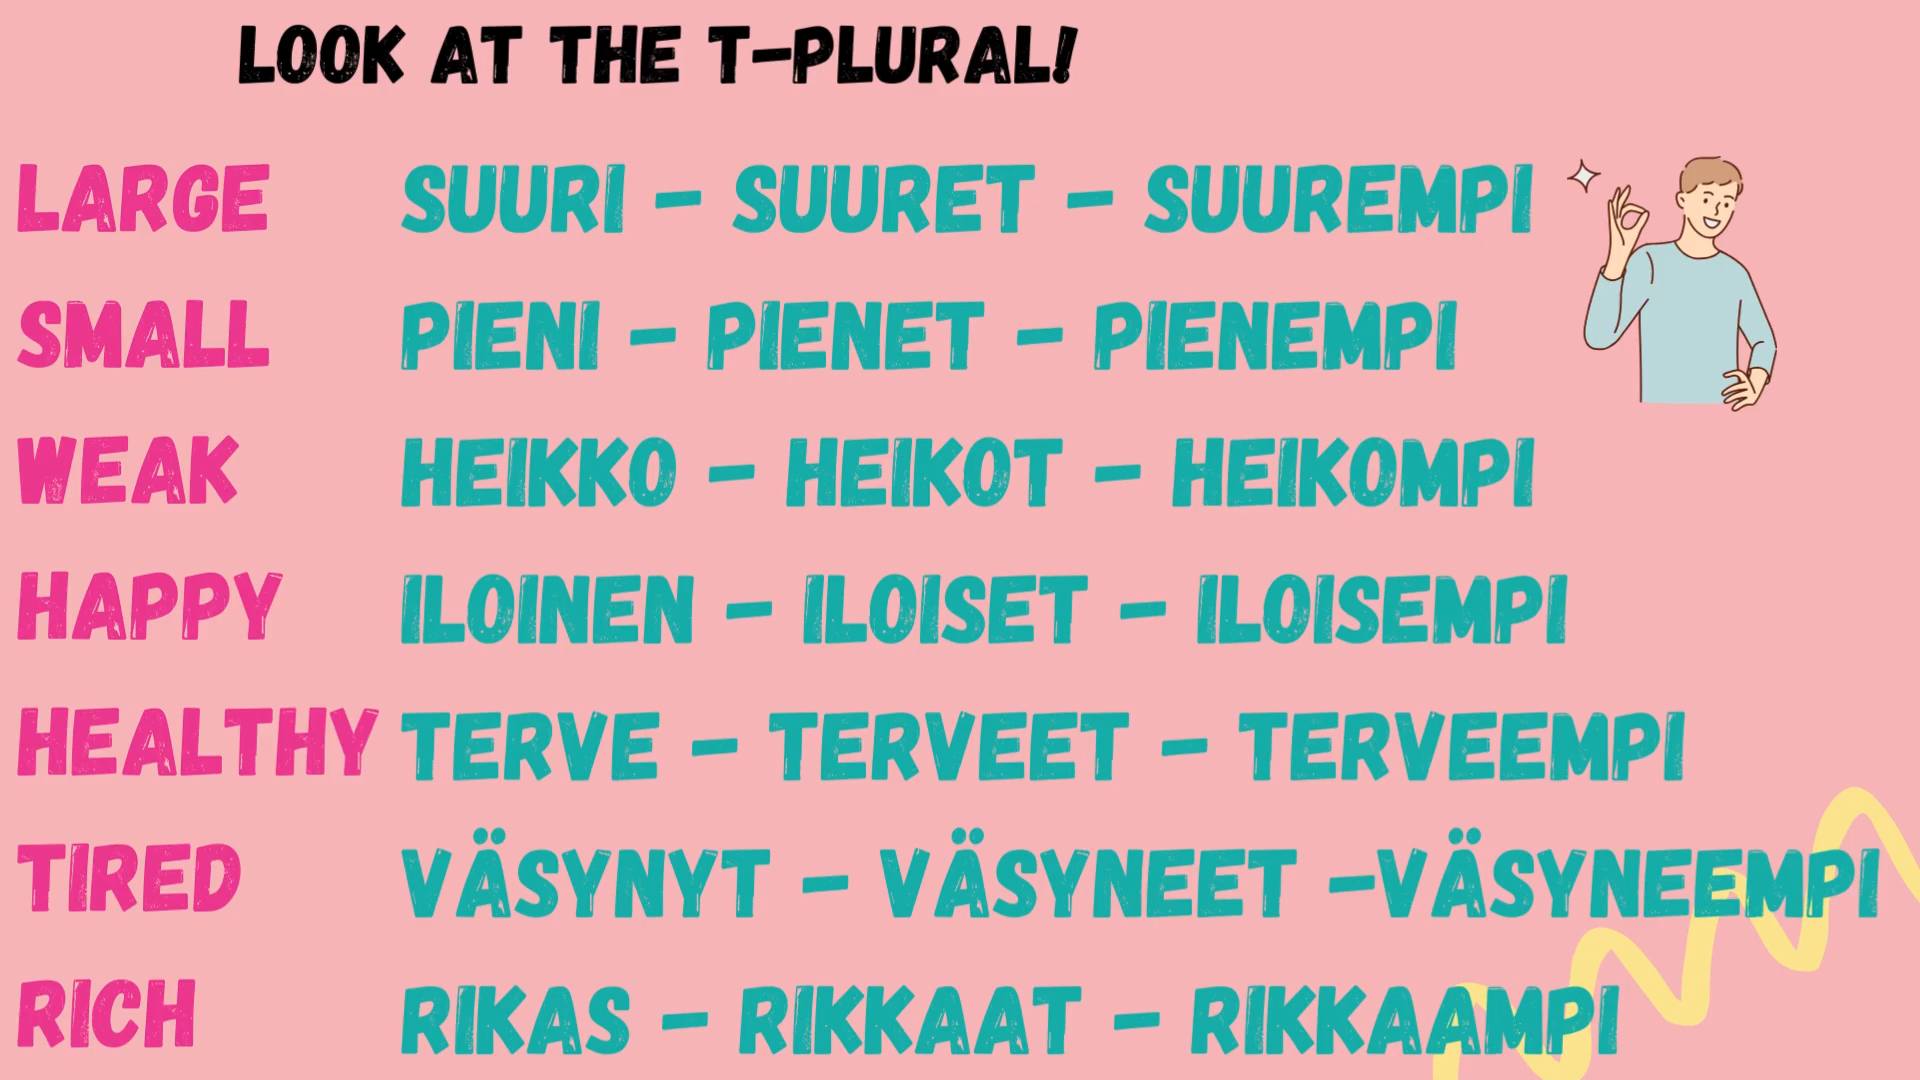 LOOK AT THE T-PLURAL!
LARGE SUURI - SUURET - SUUREMPI
SMALL PIENI - PIENET - PIENEMPI
WEAK HEIKKO - HEIKOT - HEIKOMPI
HAPPY ILOINEN - ILOISET - ILOISEMPI
HEALTHY TERVE - TERVEET - TERVEEMPI
TIRED VÄSYNYT - VÄSYNEET -VÄSYNEEMPI
RICH RIKAS - RIKKAAT - RIKKAAMPI